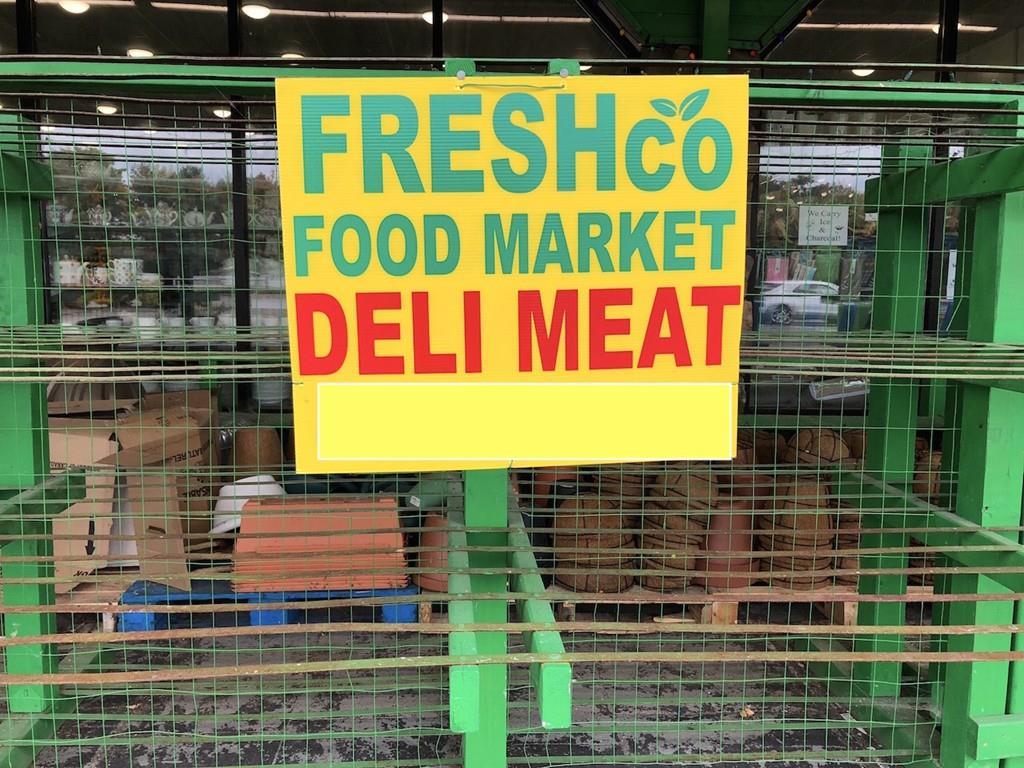 FRESHCO
FOOD MARKET
DELI MEAT
We Carry
Ice
&
Charcoal!